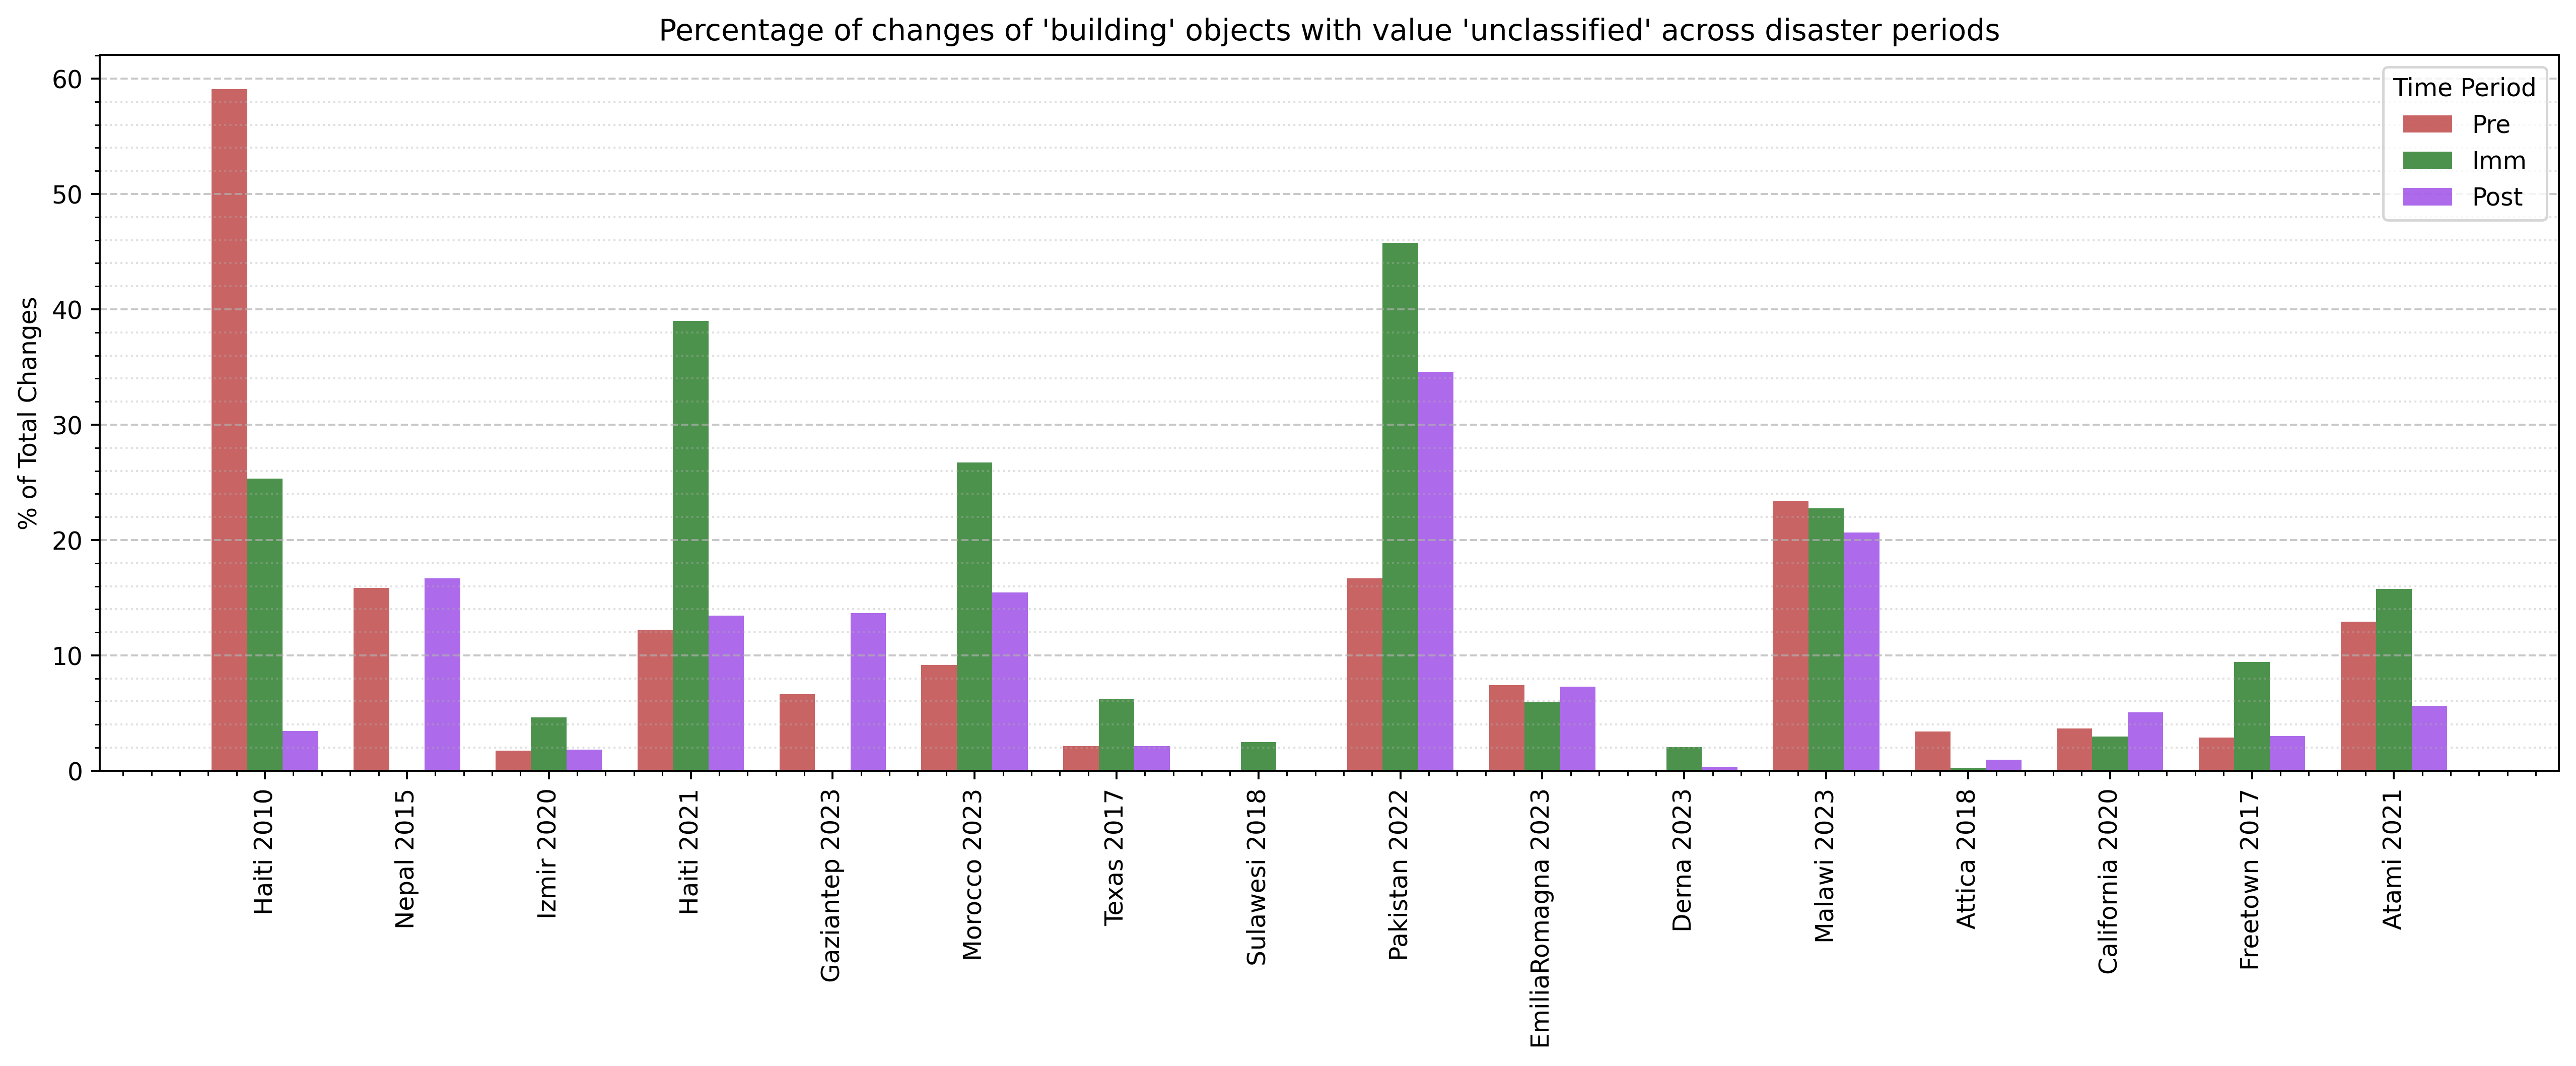 Percentage of changes of 'building' objects with value 'unclassified' across disaster periods
% of Total Changes
60
50
40
30
20
10
0
Time Period
Pre
Imm
Post
Haiti 2010
Nepal 2015
Izmir 2020
Haiti 2021
Gaziantep 2023
Morocco 2023
Texas 2017
Sulawesi 2018
Pakistan 2022
EmiliaRomagna 2023
Derna 2023
Malawi 2023
Attica 2018
California 2020
Freetown 2017
Atami 2021